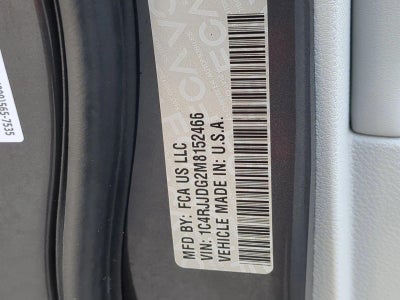 MFD BY: FCA US LLC
VIN: 1C4RJJDG2M8152466
VEHICLE MADE IN: U.S.A.